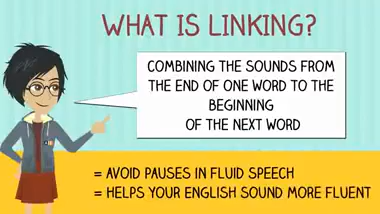 WHAT IS LINKING?
COMBINING THE SOUNDS FROM
THE END OF ONE WORD TO THE
BEGINNING
OF THE NEXT WORD
= AVOID PAUSES IN FLUID SPEECH
= HELPS YOUR ENGLISH SOUND MORE FLUENT